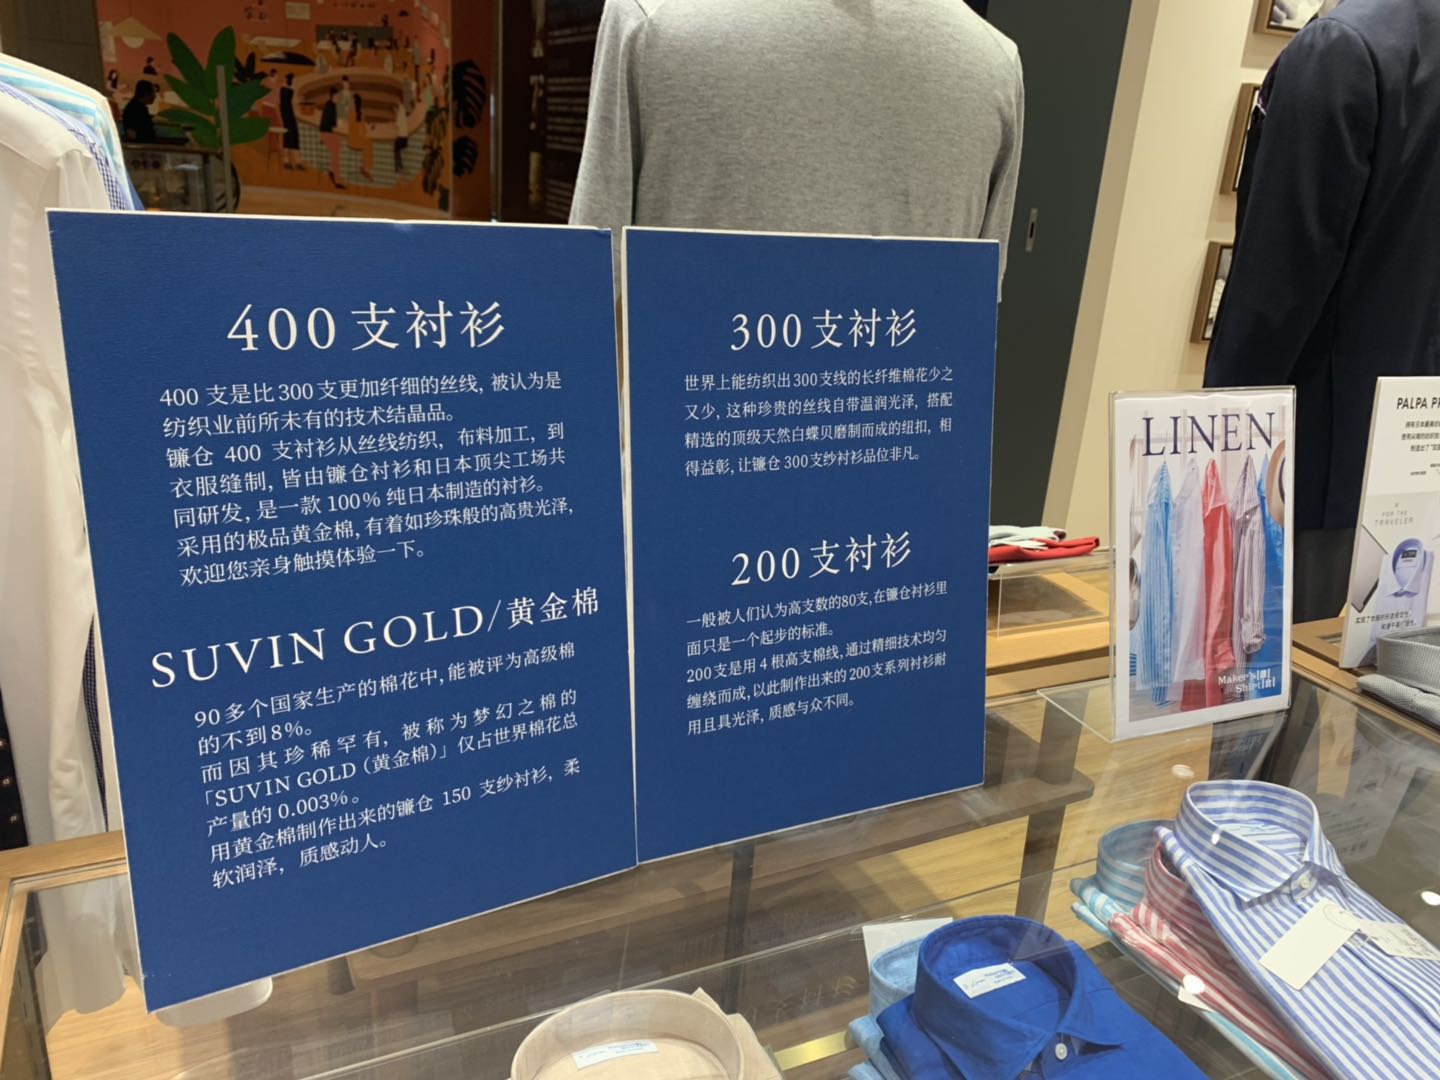 400支衬衫
400 支是比300支更加纤细的丝线, 被认为是
纺织业前所未有的技术结晶品。
镰仓 400 支衬衫从丝线纺织，布料加工，到
衣服缝制, 皆由镰仓衬衫和日本顶尖工场共
同研发, 是一款 100% 纯日本制造的衬衫。
采用的极品黄金棉, 有着如珍珠般的高贵光泽,
欢迎您亲身触摸体验一下。
SUVIN GOLD/黄金棉
90多个国家生产的棉花中, 能被评为高级棉
的不到8%。
而因其珍稀罕有, 被称为梦幻之棉的
「SUVIN GOLD (黄金棉)」仅占世界棉花总
产量的 0.003%。
用黄金棉制作出来的镰仓 150 支纱衬衫，柔
软润泽，质感动人。
300支衬衫
世界上能纺织出300支线的长纤维棉花少之
又少, 这种珍贵的丝线自带温润光泽，搭配
精选的顶级天然白蝶贝磨制而成的纽扣，相
得益彰, 让镰仓300支纱衬衫品位非凡。
200支衬衫
一般被人们认为高支数的80支, 在镰仓衬衫里
面只是一个起步的标准。
200支是用4根高支棉线, 通过精细技术均匀
缠绕而成, 以此制作出来的200支系列衬衫耐
用且具光泽, 质感与众不同。
LINEN
Maker's
Shirt
PALPA PR
FOR THE
TRAVELER